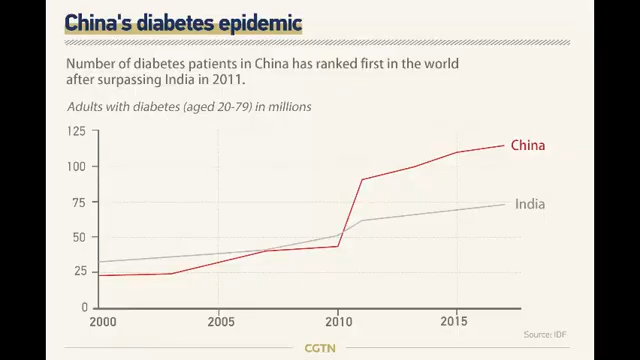 China's diabetes epidemic
Number of diabetes patients in China has ranked first in the world
after surpassing India in 2011.
Adults with diabetes (aged 20-79) in millions
125
100
75
50
25
0
China
India
2000
2005
2010
2015
Source: IDF
CGTN